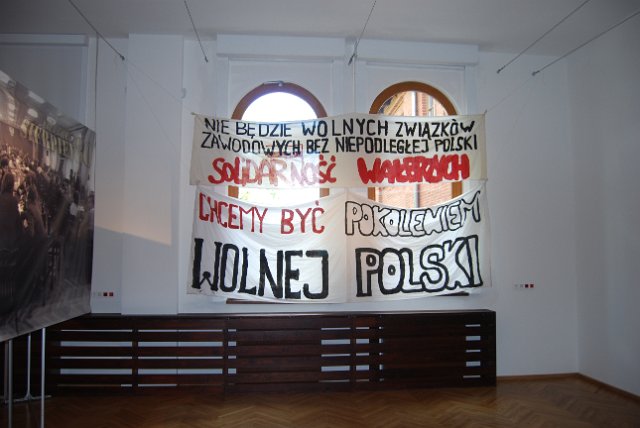 NIE BĘDZIE WOLNYCH ZWIĄZKÓW
ZAWODOWYCH BEZ NIEPODLEGŁEJ POLSKI
SOLIDARNOŚĆ WAŁBRZYCH
CHCEMY BYĆ POKOLENIEM
WOLNEJ POLSKI